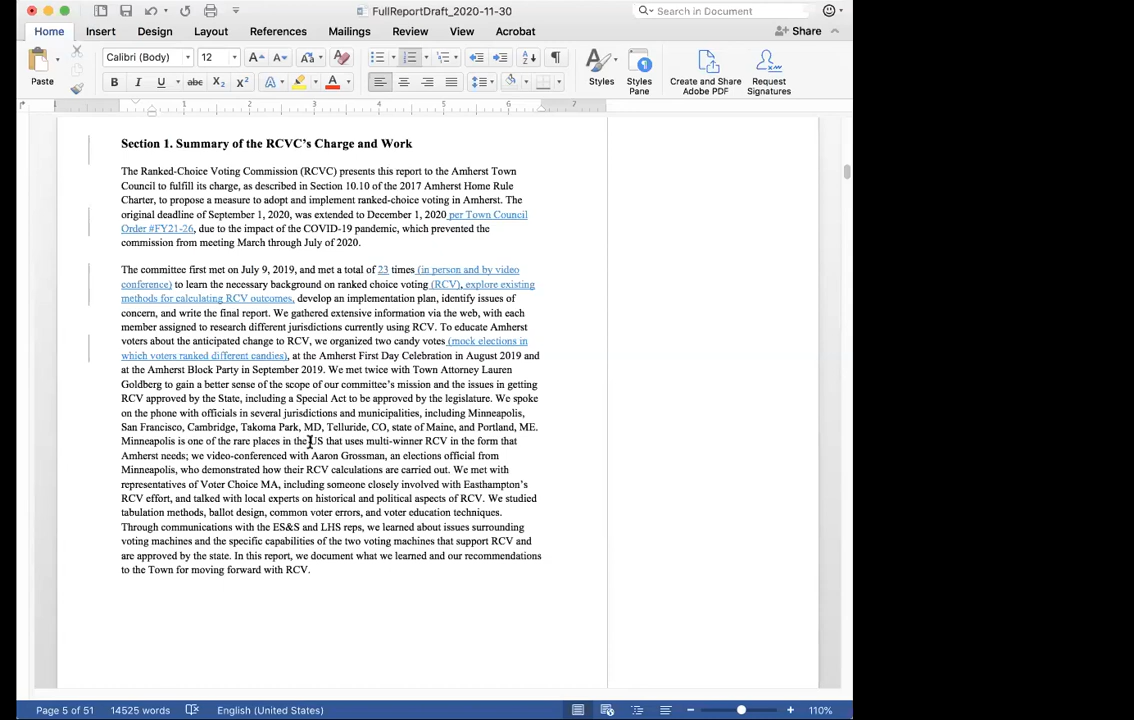 FullReportDraft_2020-11-30
Search in Document
Home Insert Design Layout References Mailings Review View Acrobat
Share
Paste
Calibri (Body) 12
Styles
Styles Pane
Create and Share Adobe PDF
Request Signatures
1 2 3 4 5 6 7
Section 1. Summary of the RCVC's Charge and Work
The Ranked-Choice Voting Commission (RCVC) presents this report to the Amherst Town
Council to fulfill its charge, as described in Section 10.10 of the 2017 Amherst Home Rule
Charter, to propose a measure to adopt and implement ranked-choice voting in Amherst. The
original deadline of September 1, 2020, was extended to December 1, 2020 per Town Council
Order #FY21-26, due to the impact of the COVID-19 pandemic, which prevented the
commission from meeting March through July of 2020.
The committee first met on July 9, 2019, and met a total of 23 times (in person and by video
conference) to learn the necessary background on ranked choice voting (RCV), explore existing
methods for calculating RCV outcomes, develop an implementation plan, identify issues of
concern, and write the final report. We gathered extensive information via the web, with each
member assigned to research different jurisdictions currently using RCV. To educate Amherst
voters about the anticipated change to RCV, we organized two candy votes (mock elections in
which voters ranked different candies), at the Amherst First Day Celebration in August 2019 and
at the Amherst Block Party in September 2019. We met twice with Town Attorney Lauren
Goldberg to gain a better sense of the scope of our committee's mission and the issues in getting
RCV approved by the State, including a Special Act to be approved by the legislature. We spoke
on the phone with officials in several jurisdictions and municipalities, including Minneapolis,
San Francisco, Cambridge, Takoma Park, MD, Telluride, CO, state of Maine, and Portland, ME.
Minneapolis is one of the rare places in the US that uses multi-winner RCV in the form that
Amherst needs; we video-conferenced with Aaron Grossman, an elections official from
Minneapolis, who demonstrated how their RCV calculations are carried out. We met with
representatives of Voter Choice MA, including someone closely involved with Easthampton's
RCV effort, and talked with local experts on historical and political aspects of RCV. We studied
tabulation methods, ballot design, common voter errors, and voter education techniques.
Through communications with the ES&S and LHS reps, we learned about issues surrounding
voting machines and the specific capabilities of the two voting machines that support RCV and
are approved by the state. In this report, we document what we learned and our recommendations
to the Town for moving forward with RCV.
Page 5 of 51 14525 words English (United States) 110%